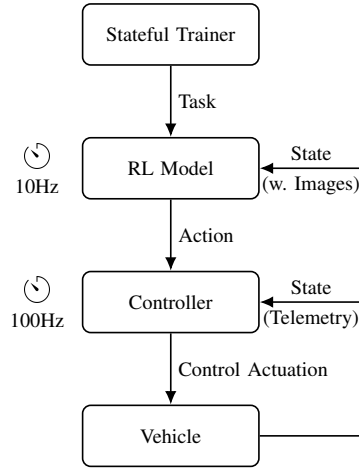 Stateful Trainer
Task
RL Model
10Hz
State
(w. Images)
Action
Controller
100Hz
State
(Telemetry)
Control Actuation
Vehicle